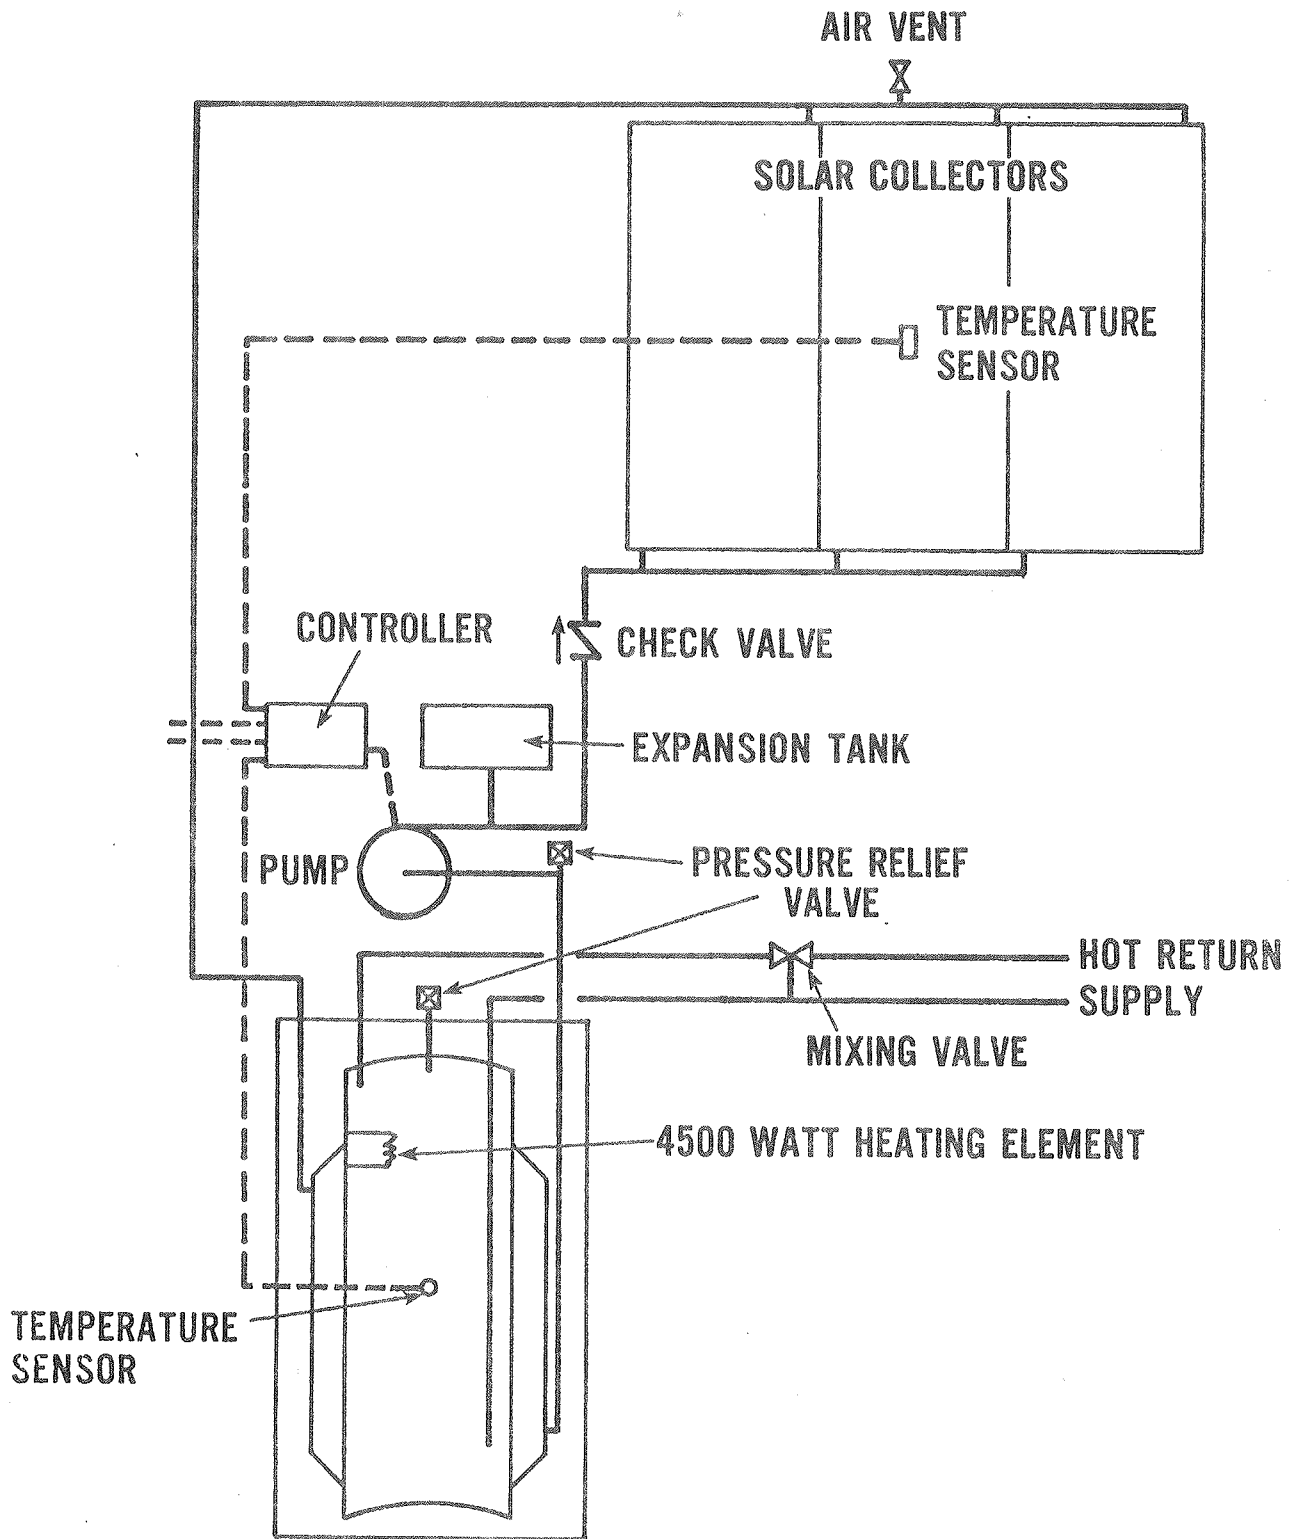 AIR VENT
SOLAR COLLECTORS
TEMPERATURE
SENSOR
CONTROLLER
CHECK VALVE
EXPANSION TANK
PUMP
PRESSURE RELIEF
VALVE
HOT RETURN
SUPPLY
MIXING VALVE
4500 WATT HEATING ELEMENT
TEMPERATURE
SENSOR